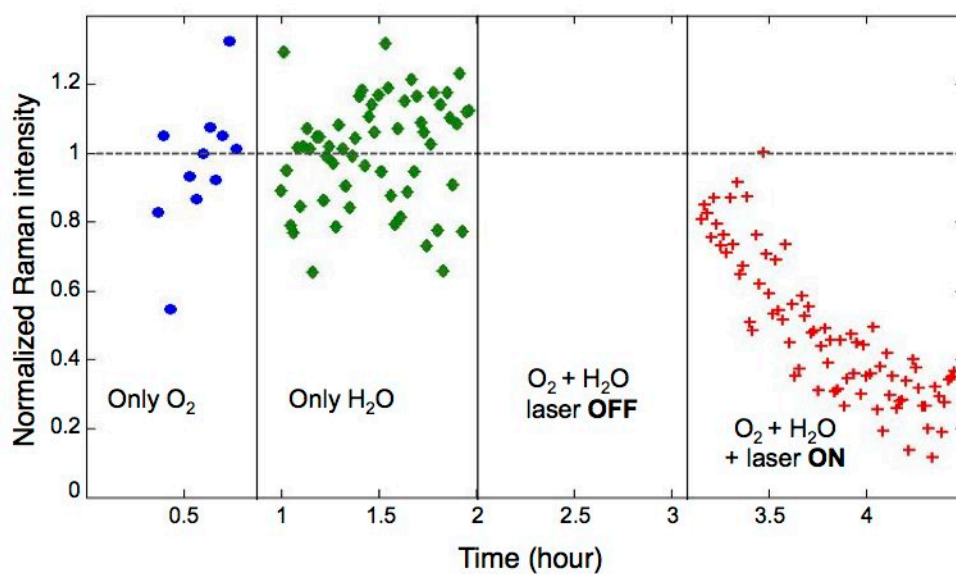 Normalized Raman intensity
1.2
1
0.8
0.6
0.4
0.2
0
Only O₂
Only H₂O
O₂ + H₂O
laser OFF
O₂ + H₂O
+ laser ON
0.5
1
1.5
2
2.5
3
3.5
4
Time (hour)